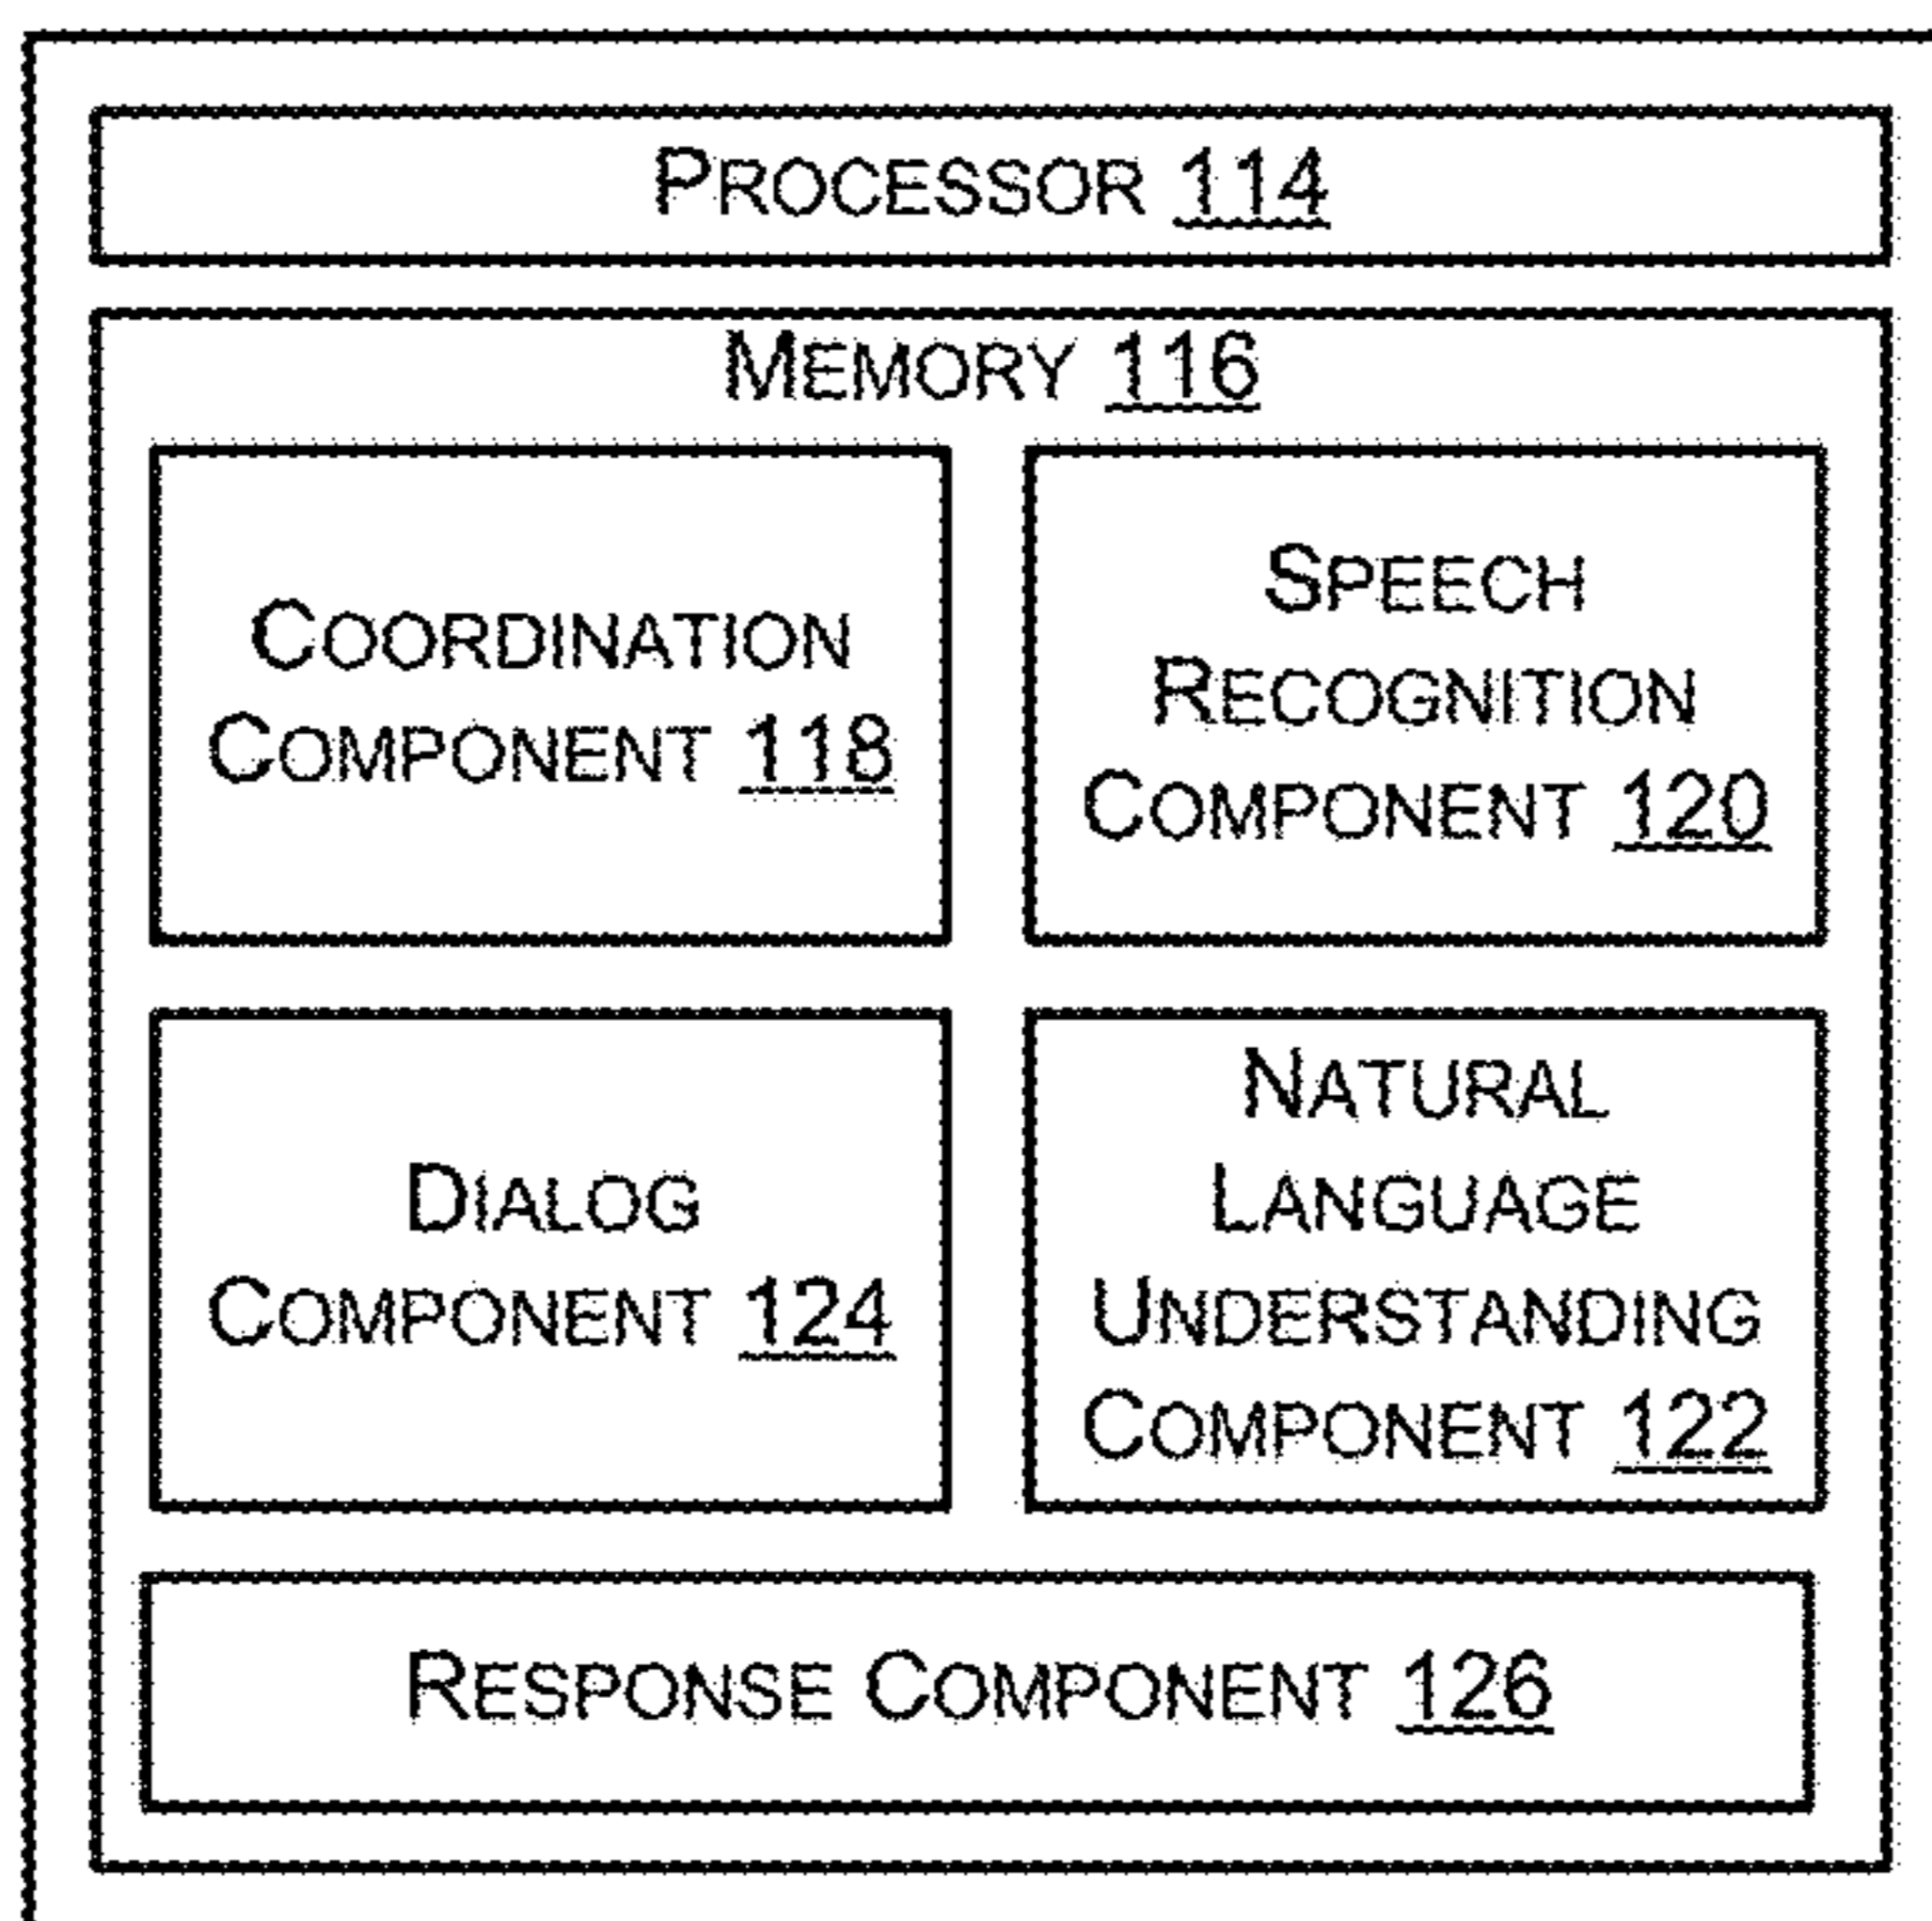 PROCESSOR 114
MEMORY 116
COORDINATION
COMPONENT 118
SPEECH
RECOGNITION
COMPONENT 120
DIALOG
COMPONENT 124
NATURAL
LANGUAGE
UNDERSTANDING
COMPONENT 122
RESPONSE COMPONENT 126